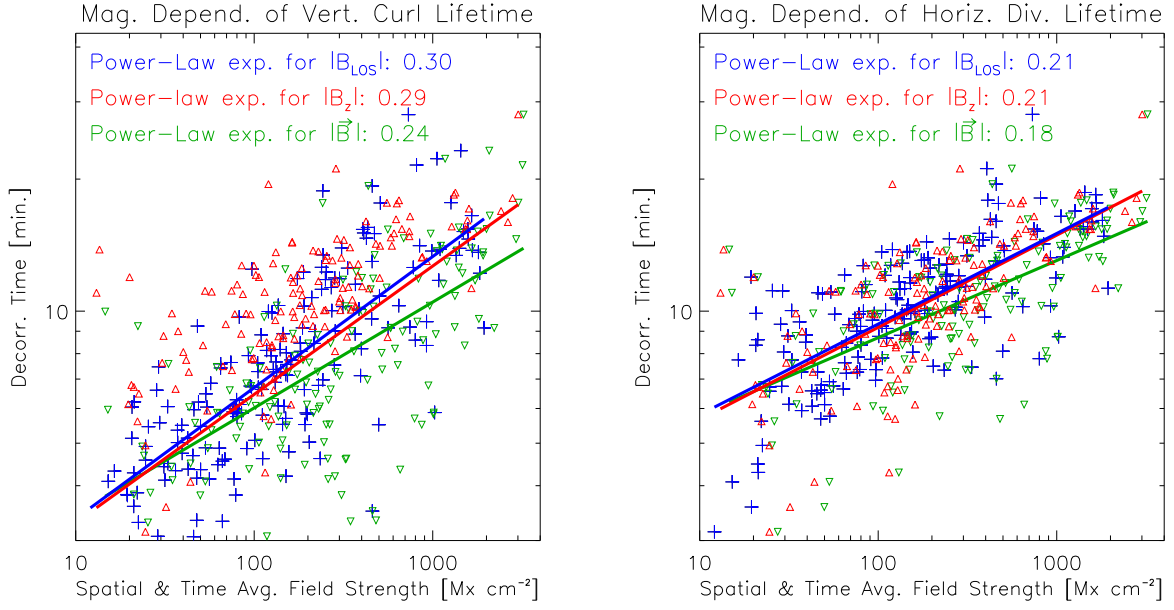 Mag. Depend. of Vert. Curl Lifetime
Power-Law exp. for |B_LOS|: 0.30
Power-law exp. for |B_z|: 0.29
Power-Law exp. for |B⃗|: 0.24
Decorr. Time [min.]
10
10 100 1000
Spatial & Time Avg. Field Strength [Mx cm⁻²]
Mag. Depend. of Horiz. Div. Lifetime
Power-Law exp. for |B_LOS|: 0.21
Power-law exp. for |B_z|: 0.21
Power-Law exp. for |B⃗|: 0.18
Decorr. Time [min.]
10
10 100 1000
Spatial & Time Avg. Field Strength [Mx cm⁻²]